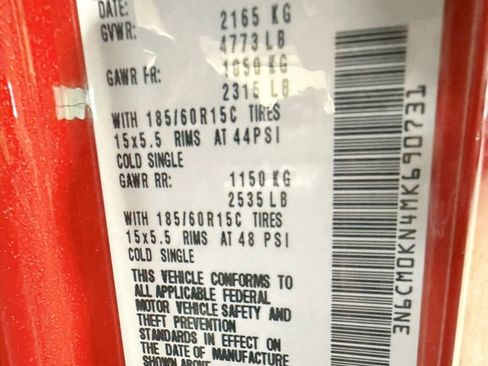 DATE:
GVWR: 2165 KG
4773 LB
GAWR FR: 1050 KG
2315 LB
WITH 185/60R15C TIRES
15x5.5 RIMS AT 44PSI
COLD SINGLE
GAWR RR: 1150 KG
2535 LB
WITH 185/60R15C TIRES
15x5.5 RIMS AT 48 PSI
COLD SINGLE
THIS VEHICLE CONFORMS TO
ALL APPLICABLE FEDERAL
MOTOR VEHICLE SAFETY AND
THEFT PREVENTION
STANDARDS IN EFFECT ON
THE DATE OF MANUFACTURE
SHOWN ABOVE
3N6CM0KN4MK690731